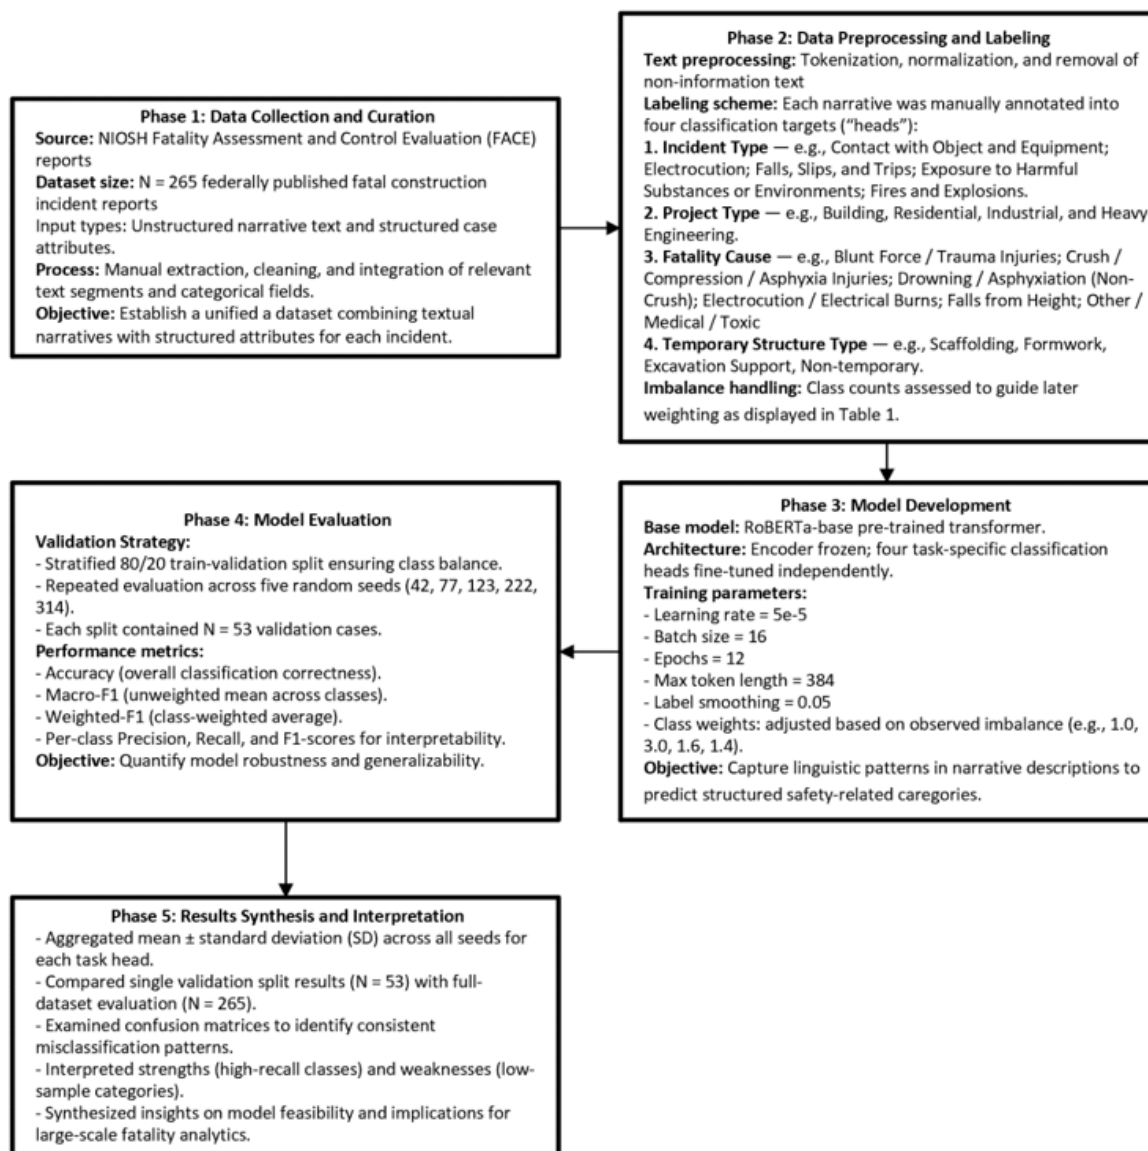 Phase 1: Data Collection and Curation
Source: NIOSH Fatality Assessment and Control Evaluation (FACE)
reports
Dataset size: N = 265 federally published fatal construction
incident reports
Input types: Unstructured narrative text and structured case
attributes.
Process: Manual extraction, cleaning, and integration of relevant
text segments and categorical fields.
Objective: Establish a unified a dataset combining textual
narratives with structured attributes for each incident.
Phase 2: Data Preprocessing and Labeling
Text preprocessing: Tokenization, normalization, and removal of
non-information text
Labeling scheme: Each narrative was manually annotated into
four classification targets (“heads”):
1. Incident Type — e.g., Contact with Object and Equipment;
Electrocution; Falls, Slips, and Trips; Exposure to Harmful
Substances or Environments; Fires and Explosions.
2. Project Type — e.g., Building, Residential, Industrial, and Heavy
Engineering.
3. Fatality Cause — e.g., Blunt Force / Trauma Injuries; Crush /
Compression / Asphyxia Injuries; Drowning / Asphyxiation (Non-
Crush); Electrocution / Electrical Burns; Falls from Height; Other /
Medical / Toxic
4. Temporary Structure Type — e.g., Scaffolding, Formwork,
Excavation Support, Non-temporary.
Imbalance handling: Class counts assessed to guide later
weighting as displayed in Table 1.
Phase 3: Model Development
Base model: RoBERTa-base pre-trained transformer.
Architecture: Encoder frozen; four task-specific classification
heads fine-tuned independently.
Training parameters:
- Learning rate = 5e-5
- Batch size = 16
- Epochs = 12
- Max token length = 384
- Label smoothing = 0.05
- Class weights: adjusted based on observed imbalance (e.g., 1.0,
3.0, 1.6, 1.4).
Objective: Capture linguistic patterns in narrative descriptions to
predict structured safety-related caregories.
Phase 4: Model Evaluation
Validation Strategy:
- Stratified 80/20 train-validation split ensuring class balance.
- Repeated evaluation across five random seeds (42, 77, 123, 222,
314).
- Each split contained N = 53 validation cases.
Performance metrics:
- Accuracy (overall classification correctness).
- Macro-F1 (unweighted mean across classes).
- Weighted-F1 (class-weighted average).
- Per-class Precision, Recall, and F1-scores for interpretability.
Objective: Quantify model robustness and generalizability.
Phase 5: Results Synthesis and Interpretation
- Aggregated mean ± standard deviation (SD) across all seeds for
each task head.
- Compared single validation split results (N = 53) with full-
dataset evaluation (N = 265).
- Examined confusion matrices to identify consistent
misclassification patterns.
- Interpreted strengths (high-recall classes) and weaknesses (low-
sample categories).
- Synthesized insights on model feasibility and implications for
large-scale fatality analytics.